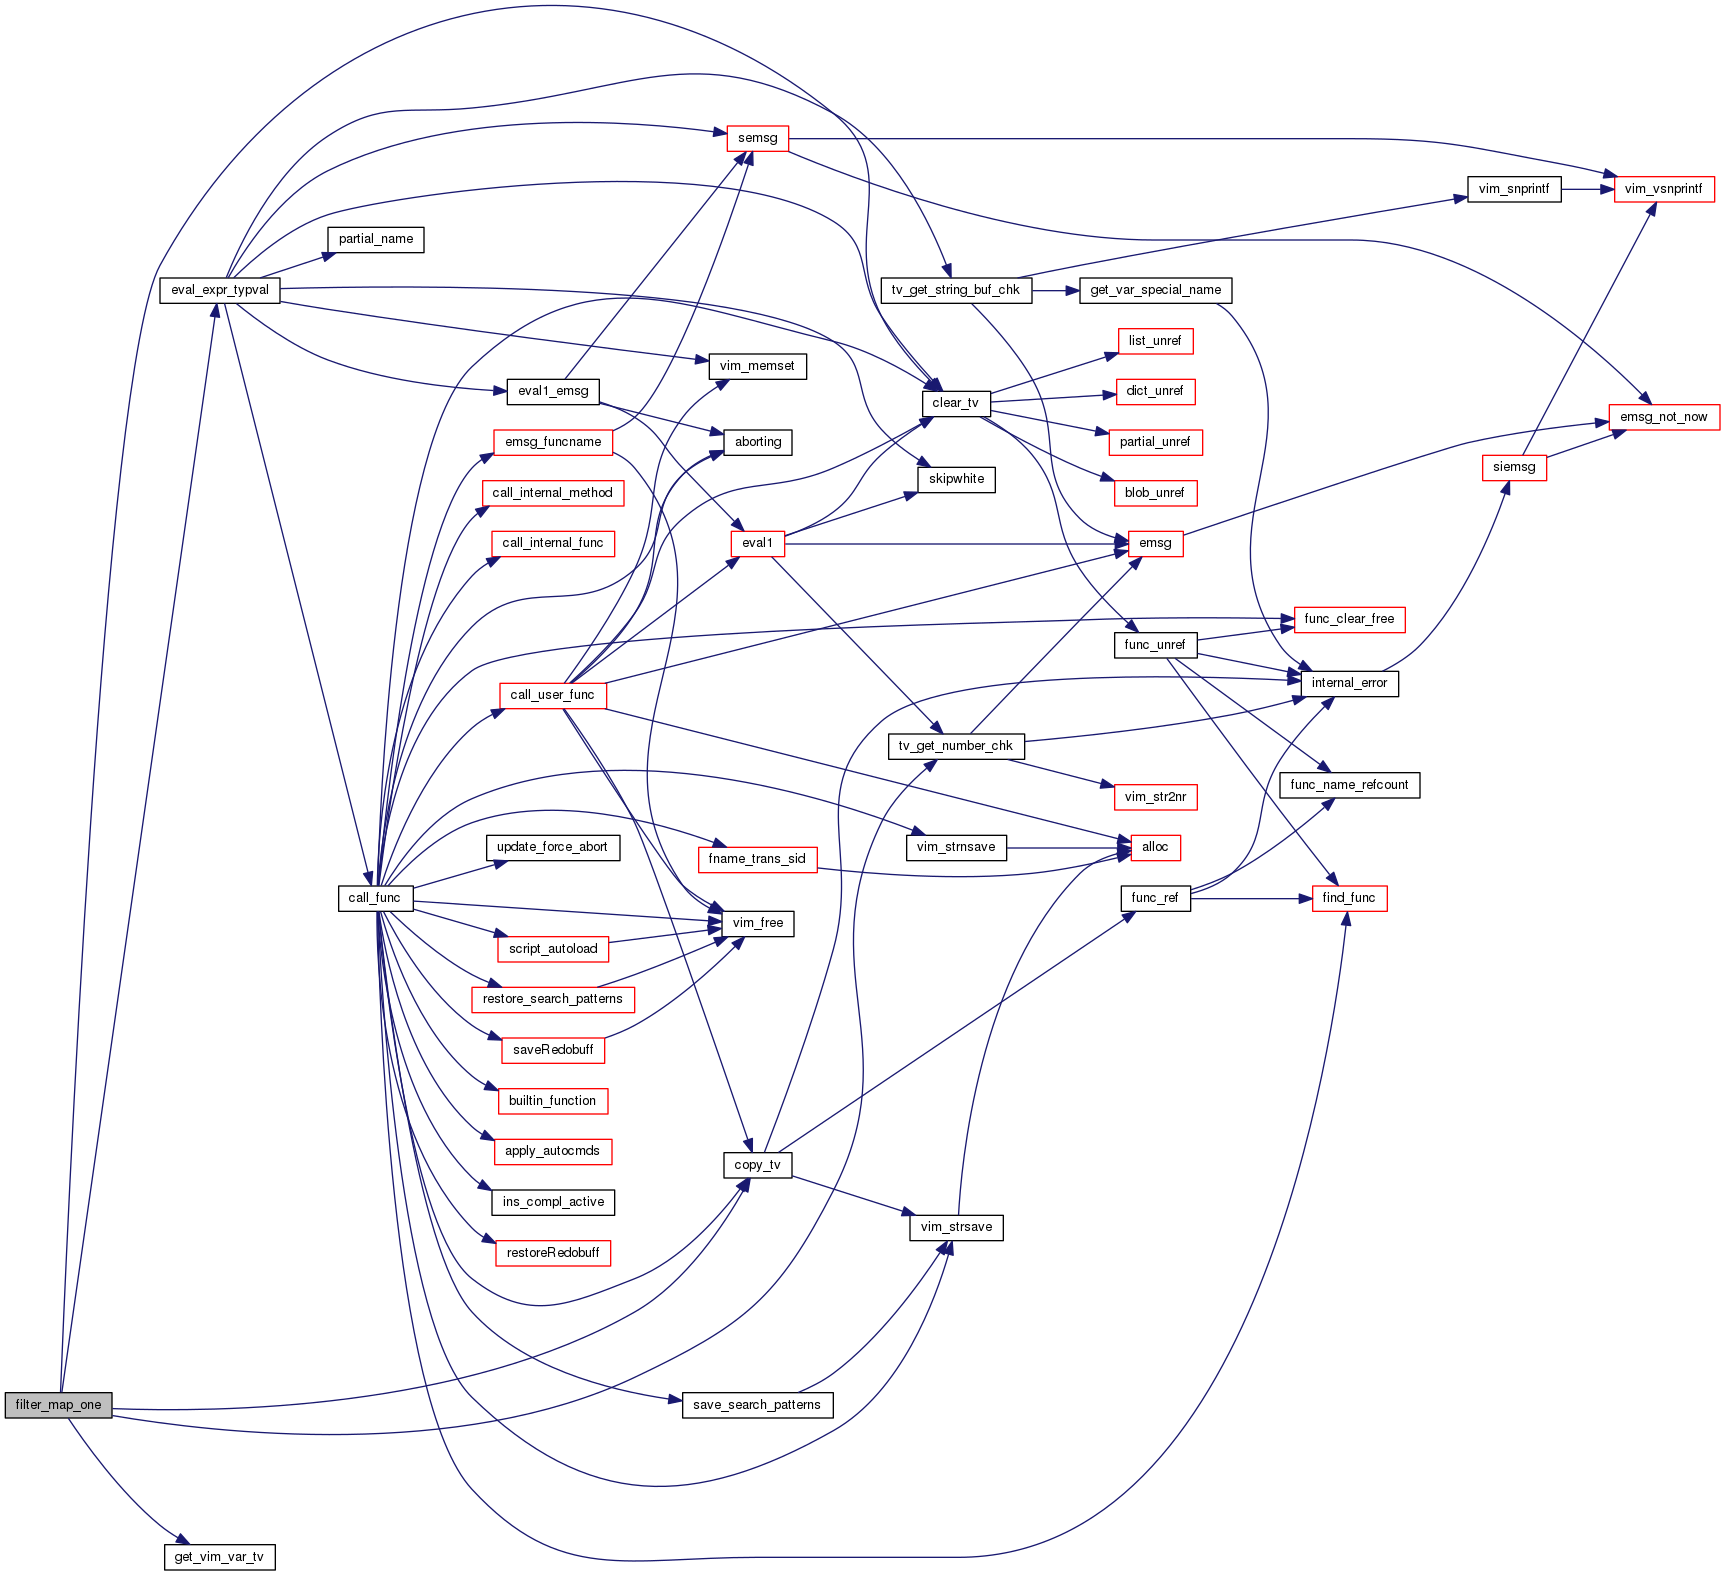 semsg
vim_snprintf
vim_vsnprintf
partial_name
eval_expr_typval
tv_get_string_buf_chk
get_var_special_name
list_unref
vim_memset
eval1_emsg
clear_tv
dict_unref
emsg_not_now
emsg_funcname
aborting
partial_unref
siemsg
skipwhite
call_internal_method
blob_unref
call_internal_func
eval1
emsg
func_clear_free
func_unref
internal_error
call_user_func
tv_get_number_chk
func_name_refcount
vim_str2nr
update_force_abort
vim_strnsave
alloc
fname_trans_sid
call_func
func_ref
find_func
vim_free
script_autoload
restore_search_patterns
saveRedobuff
builtin_function
apply_autocmds
copy_tv
ins_compl_active
vim_strsave
restoreRedobuff
filter_map_one
save_search_patterns
get_vim_var_tv